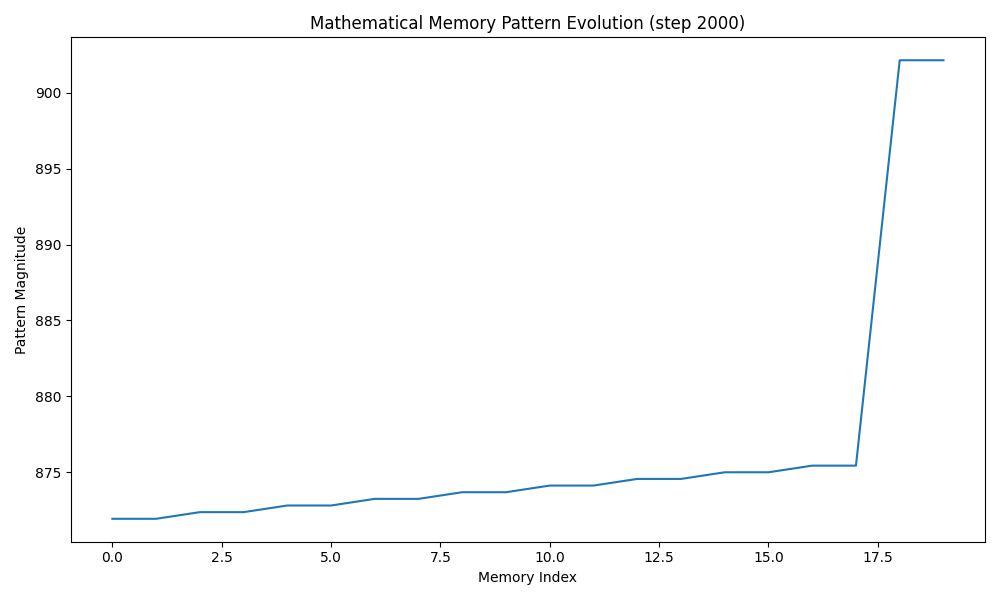 Mathematical Memory Pattern Evolution (step 2000)
900
895
890
885
880
875
Pattern Magnitude
0.0 2.5 5.0 7.5 10.0 12.5 15.0 17.5
Memory Index